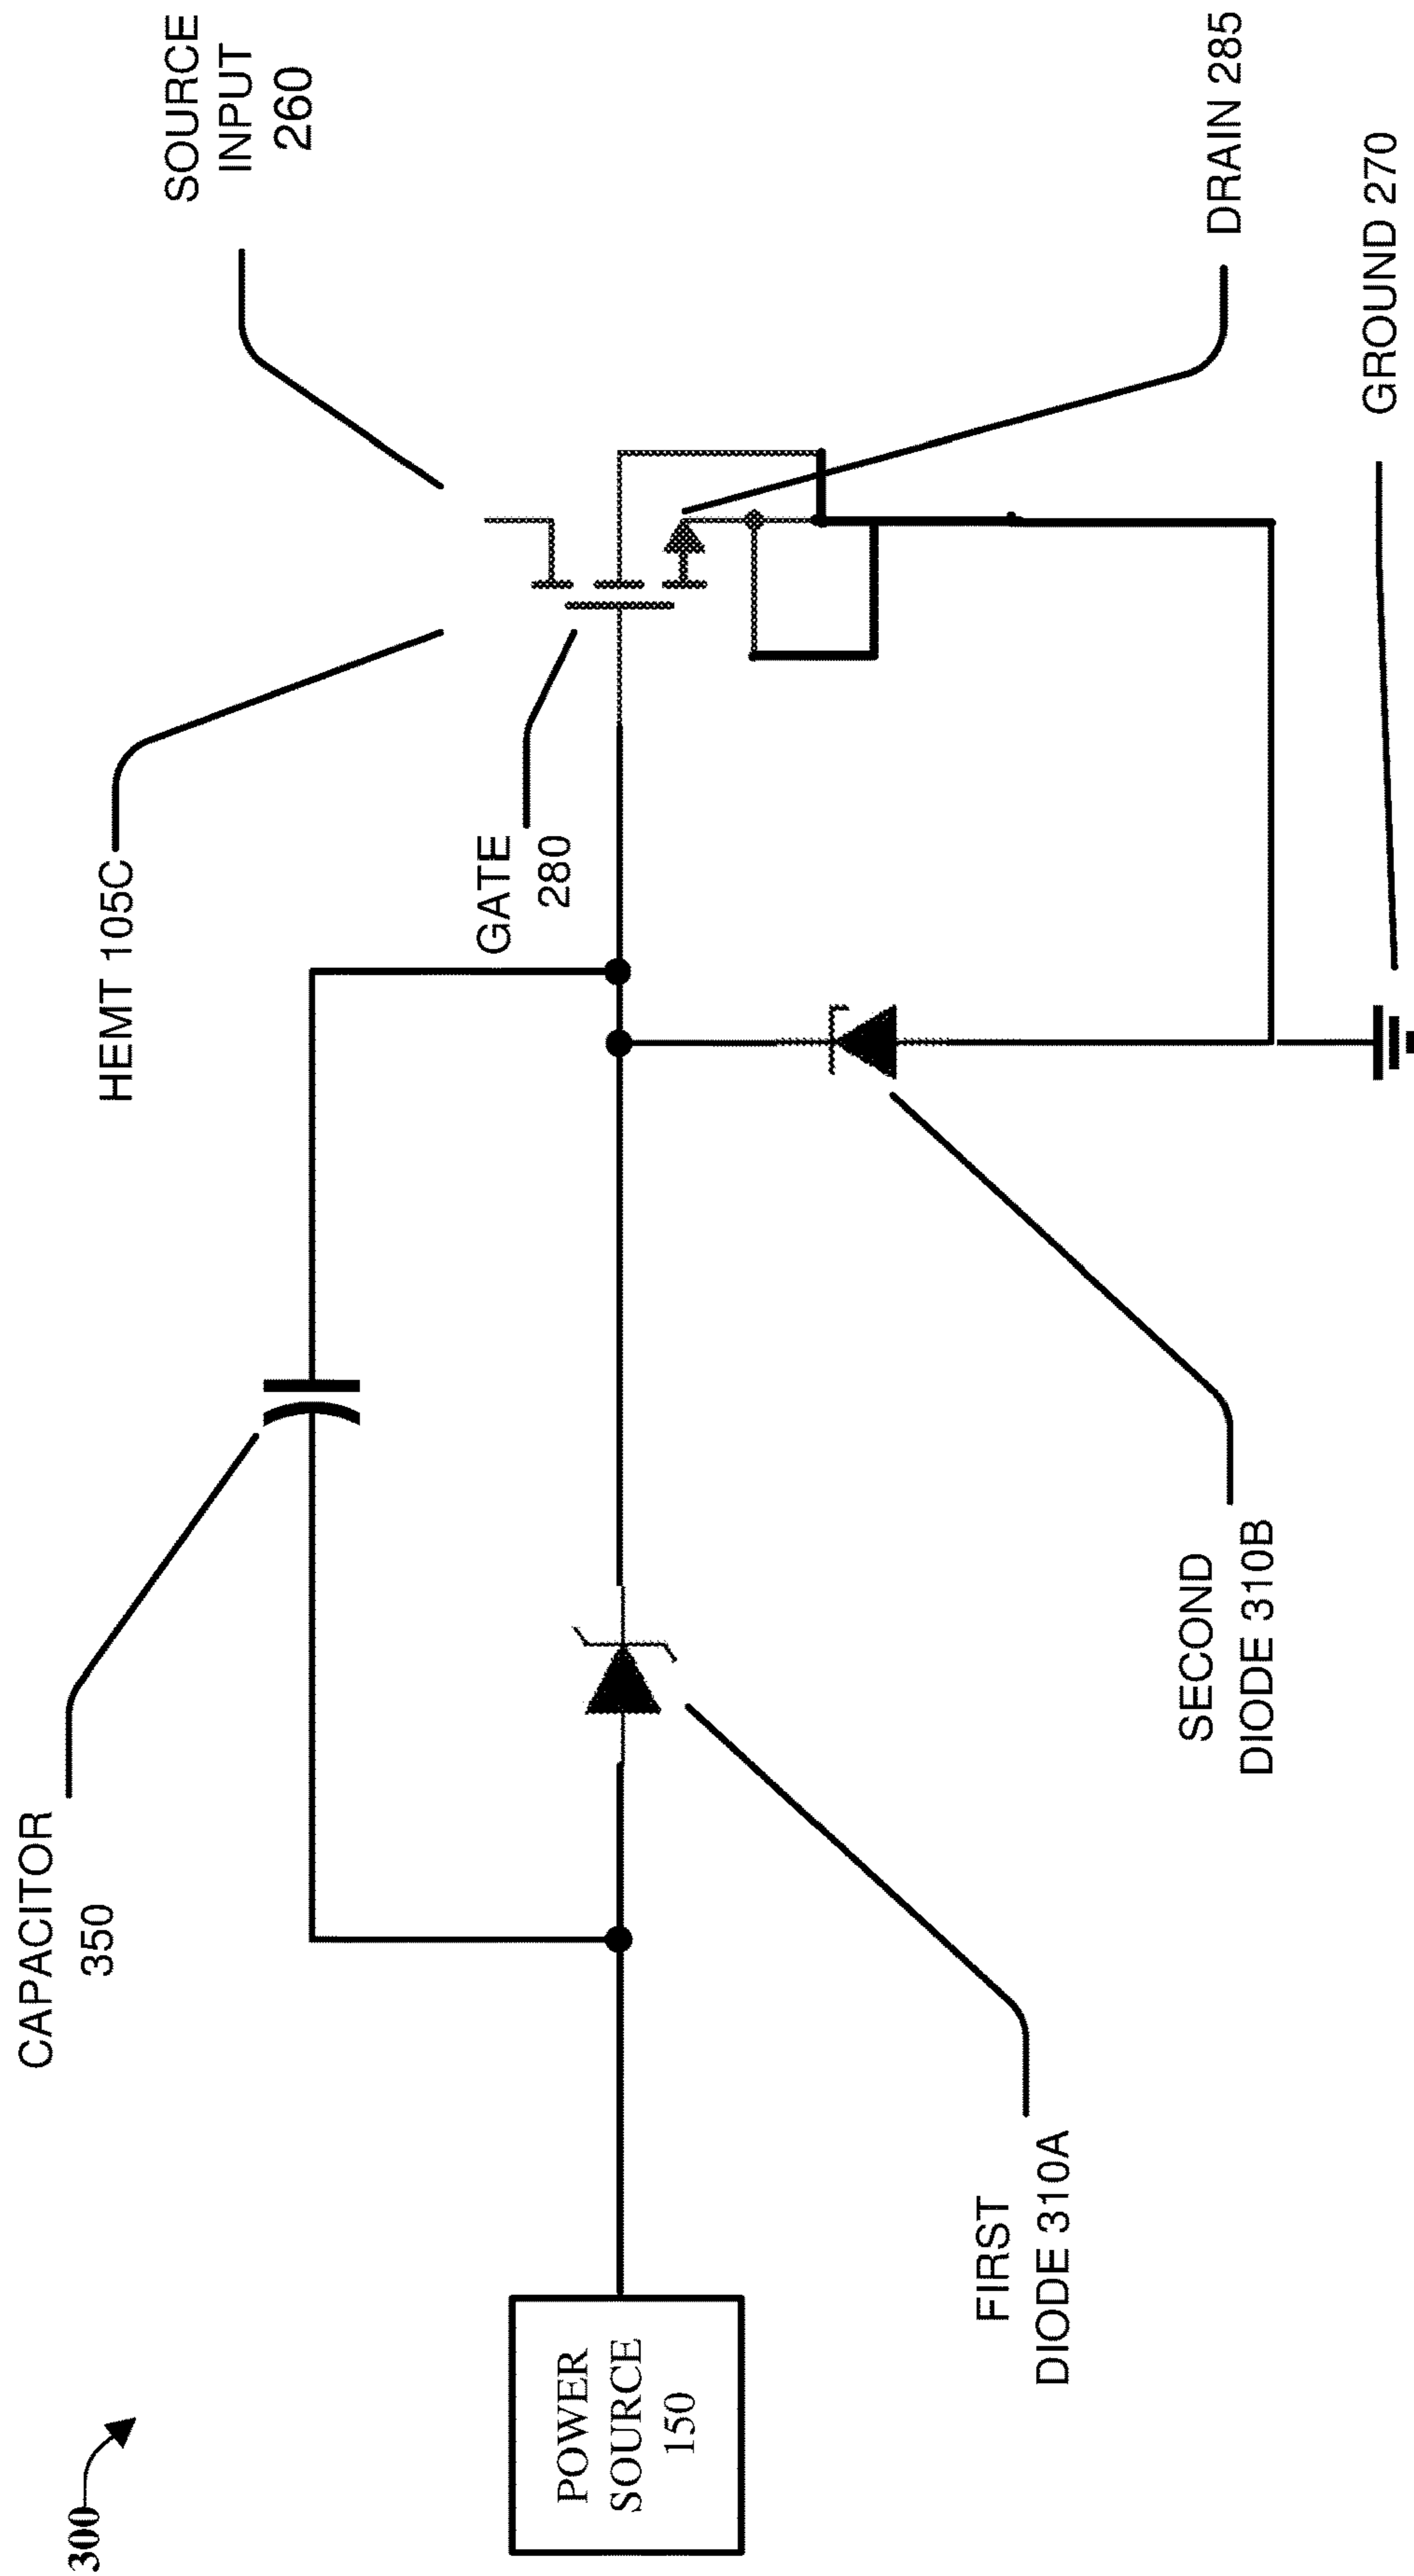 300
CAPACITOR
350
HEMT 105C
SOURCE
INPUT
260
GATE
280
POWER
SOURCE
150
FIRST
DIODE 310A
SECOND
DIODE 310B
DRAIN 285
GROUND 270